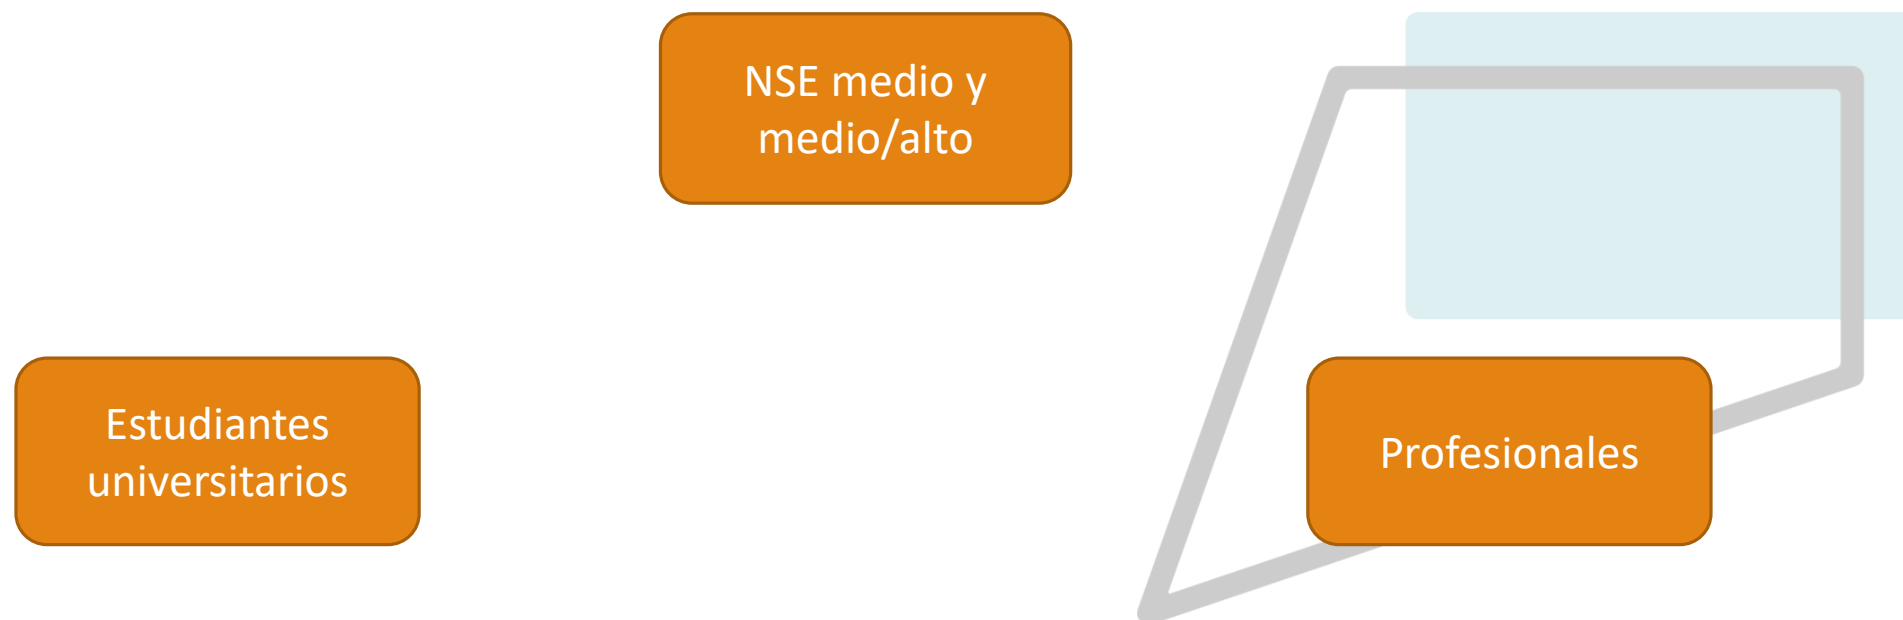 NSE medio y
medio/alto
Estudiantes
universitarios
Profesionales